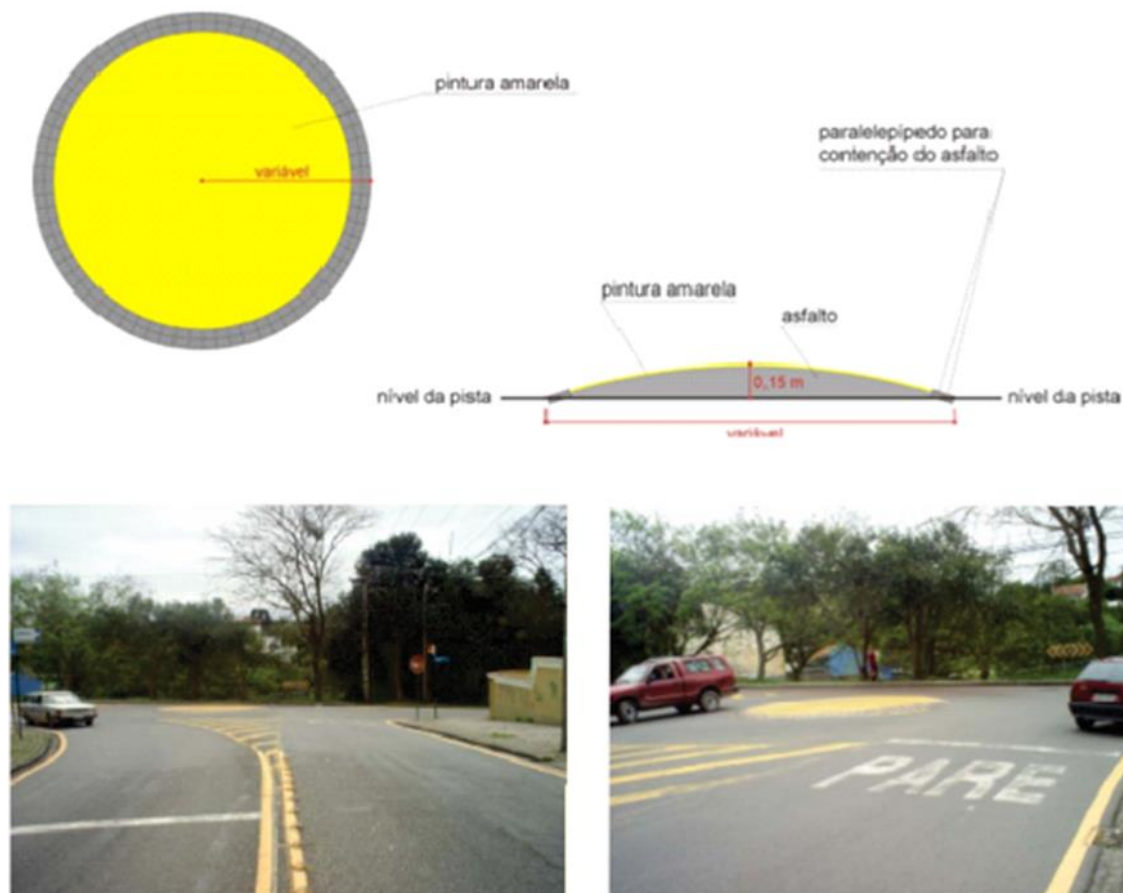 pintura amarela
variável
paralelepípedo para
contenção do asfalto
pintura amarela
asfalto
0,15 m
nível da pista
nível da pista
variável
PARE